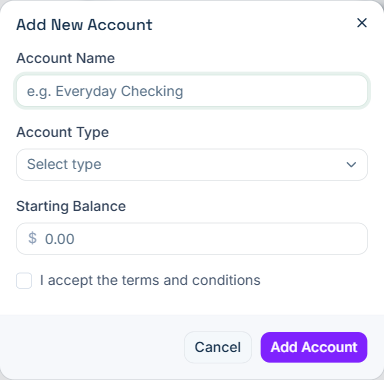 Add New Account
Account Name
e.g. Everyday Checking
Account Type
Select type
Starting Balance
$ 0.00
I accept the terms and conditions
Cancel Add Account